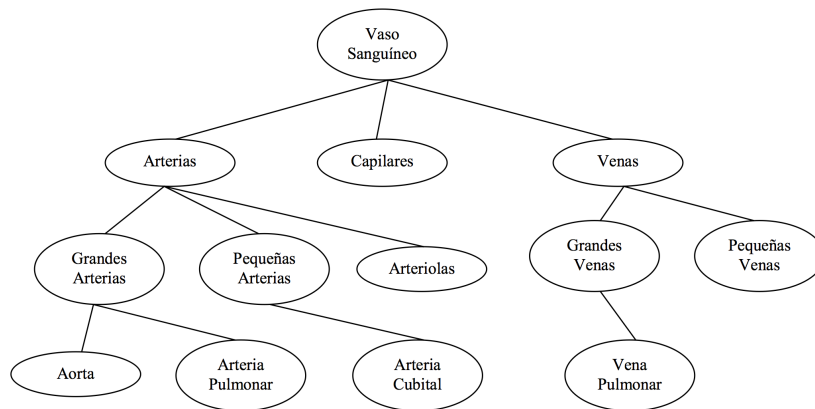 Vaso
Sanguíneo
Arterias
Capilares
Venas
Grandes
Arterias
Pequeñas
Arterias
Arteriolas
Grandes
Venas
Pequeñas
Venas
Aorta
Arteria
Pulmonar
Arteria
Cubital
Vena
Pulmonar